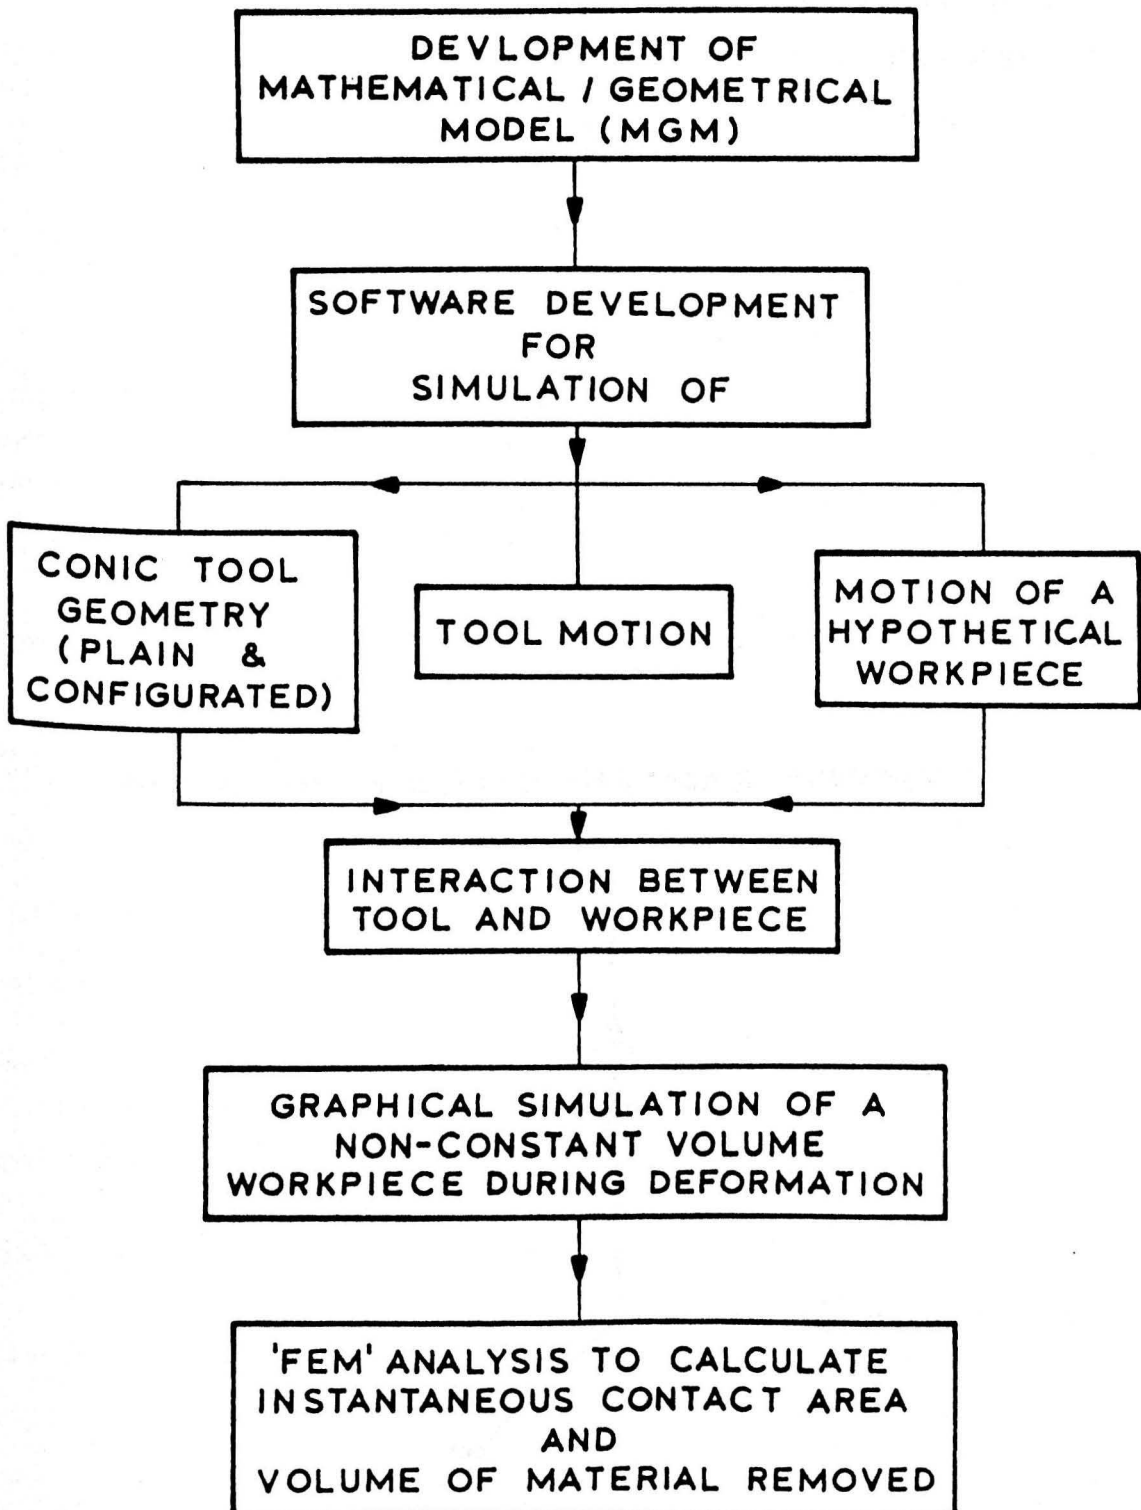 DEVLOPMENT OF
MATHEMATICAL / GEOMETRICAL
MODEL (MGM)
SOFTWARE DEVELOPMENT
FOR
SIMULATION OF
CONIC TOOL
GEOMETRY
(PLAIN &
CONFIGURATED)
TOOL MOTION
MOTION OF A
HYPOTHETICAL
WORKPIECE
INTERACTION BETWEEN
TOOL AND WORKPIECE
GRAPHICAL SIMULATION OF A
NON-CONSTANT VOLUME
WORKPIECE DURING DEFORMATION
'FEM' ANALYSIS TO CALCULATE
INSTANTANEOUS CONTACT AREA
AND
VOLUME OF MATERIAL REMOVED